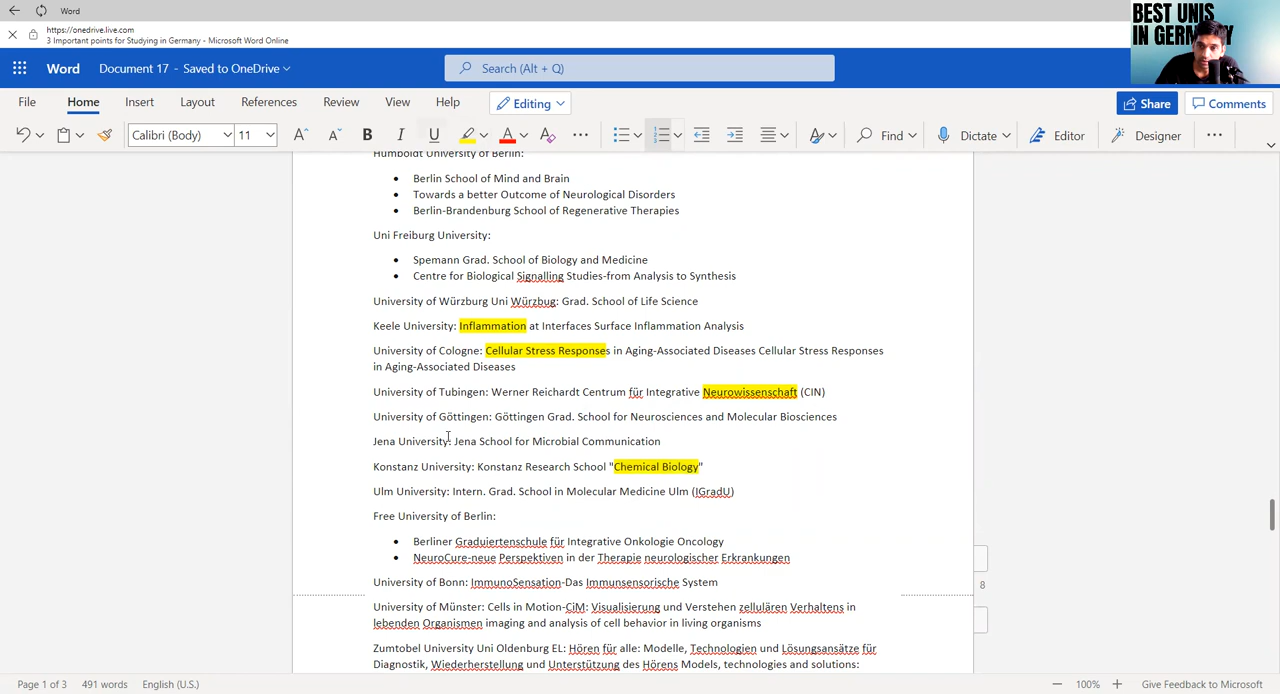 Word
https://onedrive.live.com
3 Important points for Studying in Germany - Microsoft Word Online
BEST UNIS
IN GERMANY
Word
Document 17 - Saved to OneDrive
Search (Alt + Q)
File Home Insert Layout References Review View Help Editing Share Comments
Calibri (Body) 11 A A B I U A A Find Dictate Editor Designer
Humboldt University of Berlin:
• Berlin School of Mind and Brain
• Towards a better Outcome of Neurological Disorders
• Berlin-Brandenburg School of Regenerative Therapies
Uni Freiburg University:
• Spemann Grad. School of Biology and Medicine
• Centre for Biological Signalling Studies-from Analysis to Synthesis
University of Würzburg Uni Würzbug: Grad. School of Life Science
Keele University: Inflammation at Interfaces Surface Inflammation Analysis
University of Cologne: Cellular Stress Responses in Aging-Associated Diseases Cellular Stress Responses
in Aging-Associated Diseases
University of Tubingen: Werner Reichardt Centrum für Integrative Neurowissenschaft (CIN)
University of Göttingen: Göttingen Grad. School for Neurosciences and Molecular Biosciences
Jena University: Jena School for Microbial Communication
Konstanz University: Konstanz Research School "Chemical Biology"
Ulm University: Intern. Grad. School in Molecular Medicine Ulm (IGradU)
Free University of Berlin:
• Berliner Graduiertenschule für Integrative Onkologie Oncology
• NeuroCure-neue Perspektiven in der Therapie neurologischer Erkrankungen
University of Bonn: ImmunoSensation-Das Immunsensorische System
8
University of Münster: Cells in Motion-CiM: Visualisierung und Verstehen zellulären Verhaltens in
lebenden Organismen imaging and analysis of cell behavior in living organisms
Zumtobel University Uni Oldenburg EL: Hören für alle: Modelle, Technologien und Lösungsansätze für
Diagnostik, Wiederherstellung und Unterstützung des Hörens Models, technologies and solutions:
Page 1 of 3 491 words English (U.S.) 100% Give Feedback to Microsoft